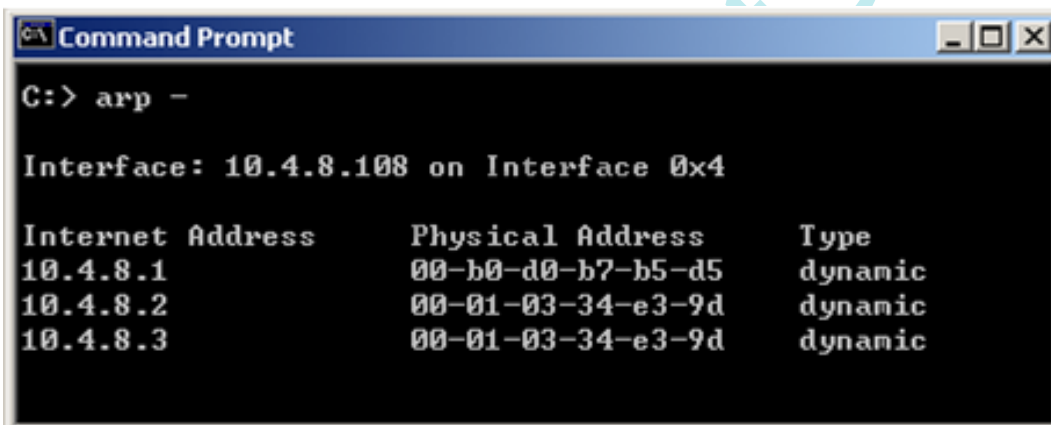 Command Prompt
C:> arp -
Interface: 10.4.8.108 on Interface 0x4
Internet Address Physical Address Type
10.4.8.1 00-b0-d0-b7-b5-d5 dynamic
10.4.8.2 00-01-03-34-e3-9d dynamic
10.4.8.3 00-01-03-34-e3-9d dynamic